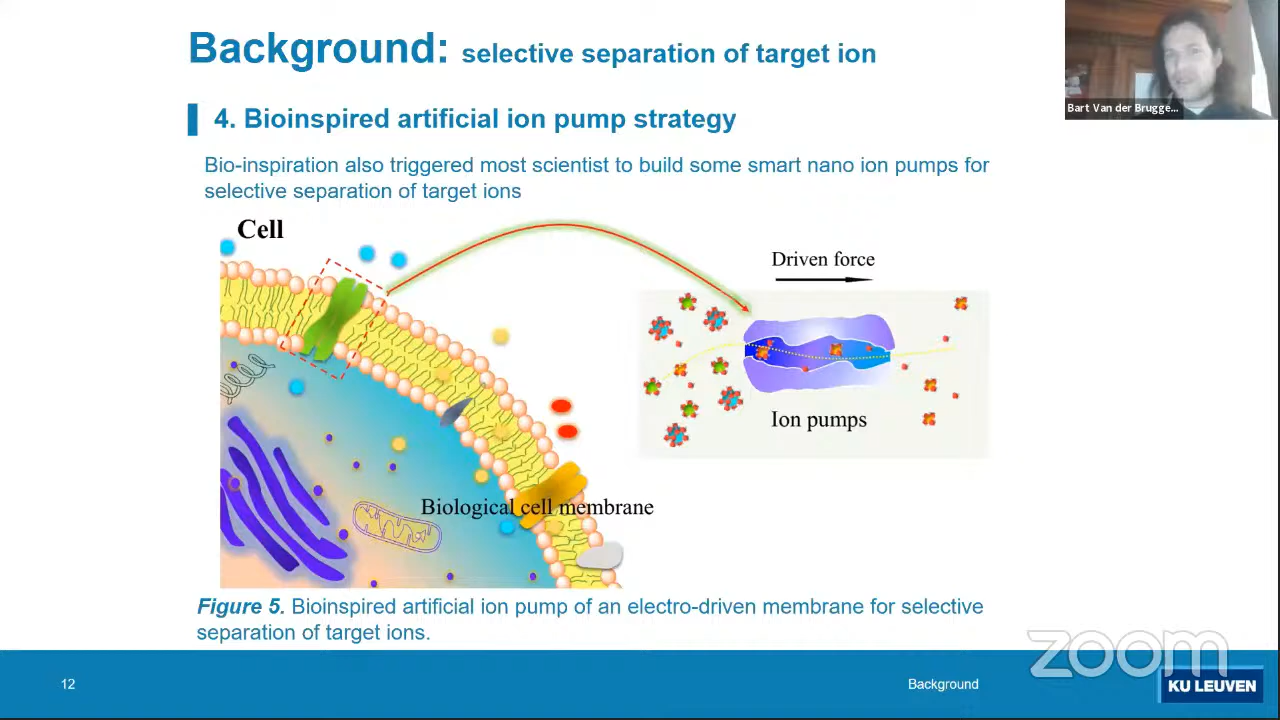 Background: selective separation of target ion
Bart Van der Brugge...
4. Bioinspired artificial ion pump strategy
Bio-inspiration also triggered most scientist to build some smart nano ion pumps for
selective separation of target ions
Cell
Driven force
Ion pumps
Biological cell membrane
Figure 5. Bioinspired artificial ion pump of an electro-driven membrane for selective
separation of target ions.
zoom
12
Background
KU LEUVEN